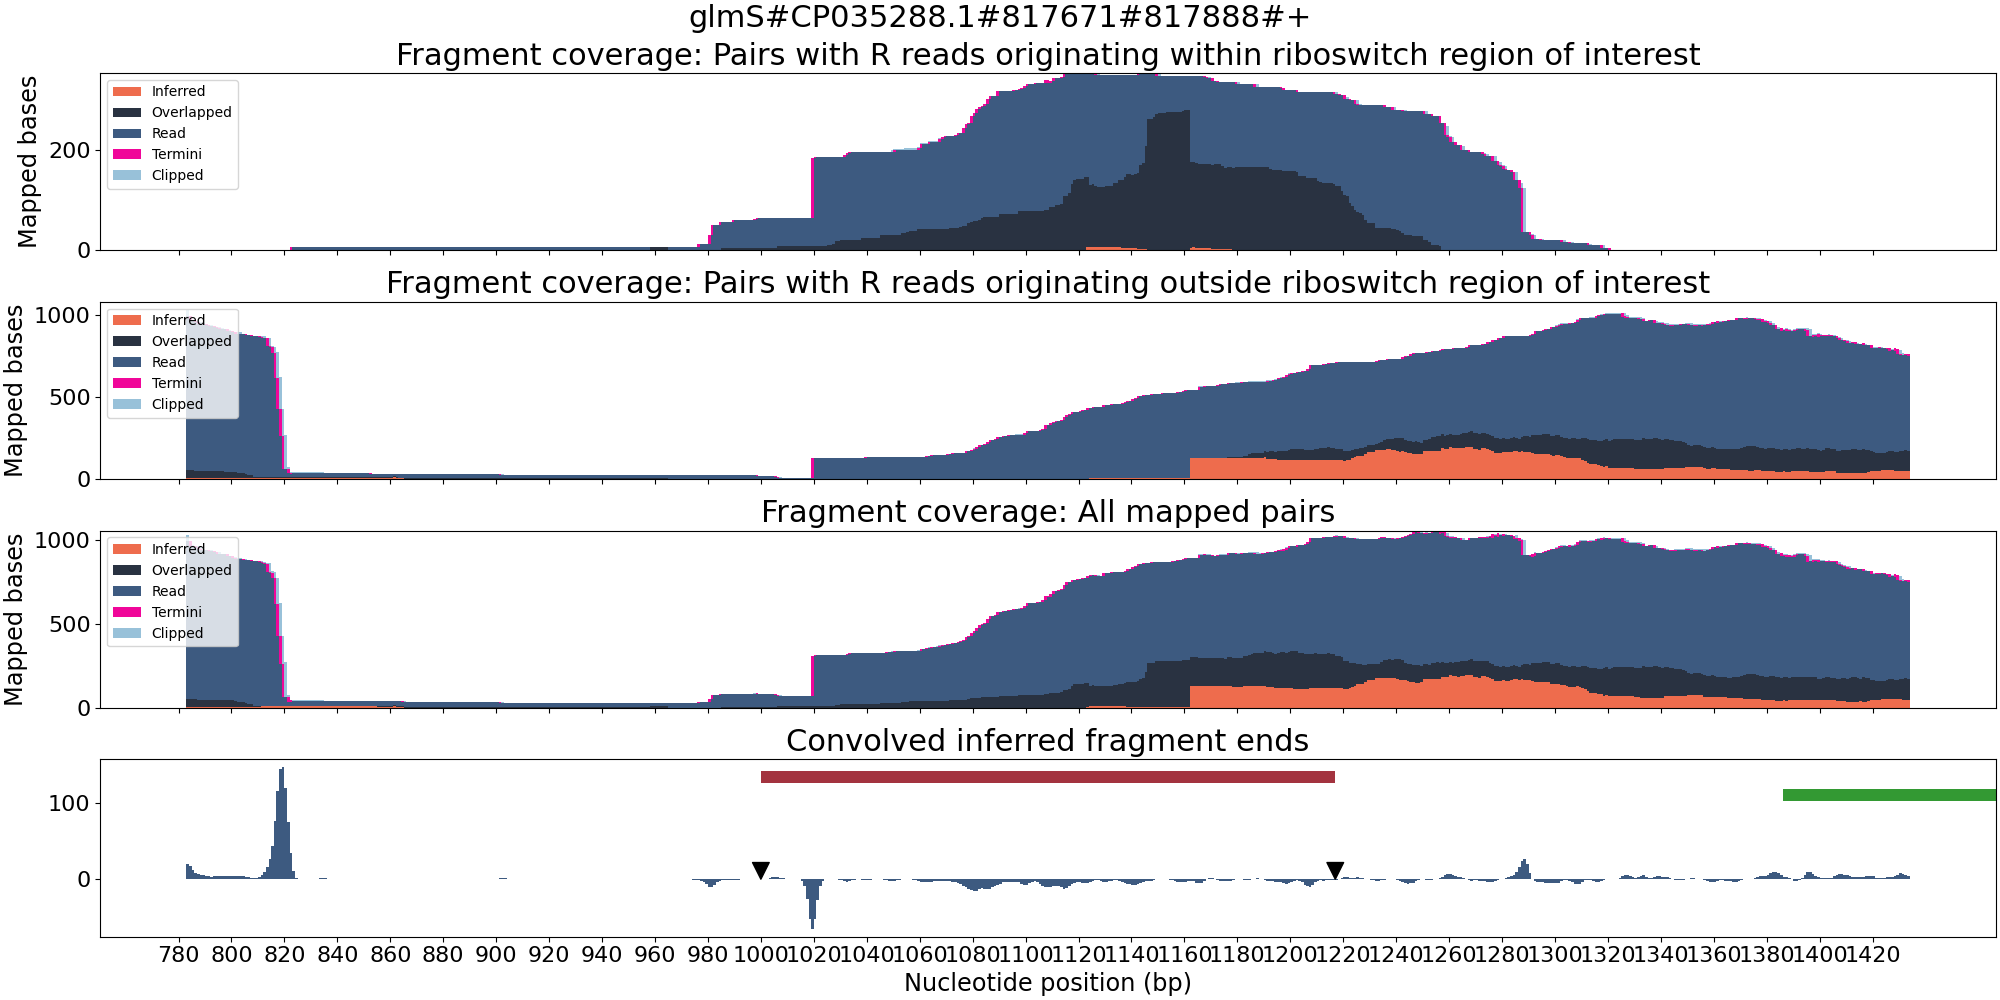 glmS#CP035288.1#817671#817888#+
Fragment coverage: Pairs with R reads originating within riboswitch region of interest
Mapped bases
200
0
Inferred
Overlapped
Read
Termini
Clipped
Fragment coverage: Pairs with R reads originating outside riboswitch region of interest
Mapped bases
1000
500
0
Inferred
Overlapped
Read
Termini
Clipped
Fragment coverage: All mapped pairs
Mapped bases
1000
500
0
Inferred
Overlapped
Read
Termini
Clipped
Convolved inferred fragment ends
100
0
780 800 820 840 860 880 900 920 940 960 980 1000 1020 1040 1060 1080 1100 1120 1140 1160 1180 1200 1220 1240 1260 1280 1300 1320 1340 1360 1380 1400 1420
Nucleotide position (bp)